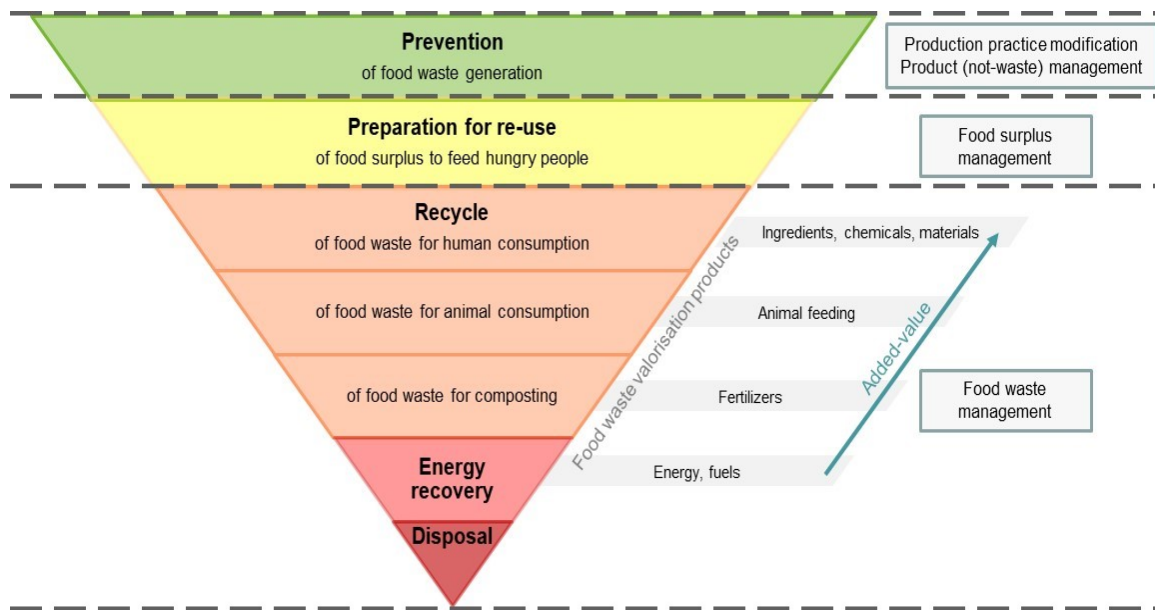 Prevention
of food waste generation
Production practice modification
Product (not-waste) management
Preparation for re-use
of food surplus to feed hungry people
Food surplus
management
Recycle
of food waste for human consumption
Ingredients, chemicals, materials
of food waste for animal consumption
Animal feeding
Food waste valorisation products
Added-value
of food waste for composting
Fertilizers
Food waste
management
Energy
recovery
Energy, fuels
Disposal